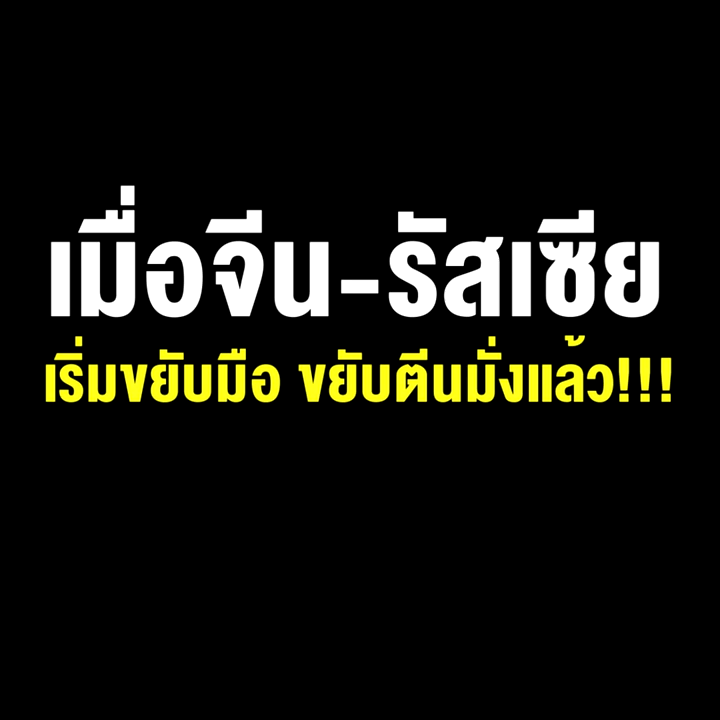 เมื่อจีน-รัสเซีย
เริ่มขยับมือ ขยับตีนมั่งแล้ว!!!